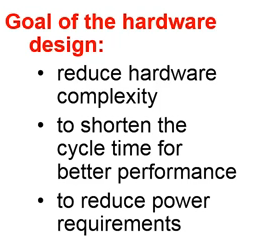 Goal of the hardware
design:
• reduce hardware
complexity
• to shorten the
cycle time for
better performance
• to reduce power
requirements